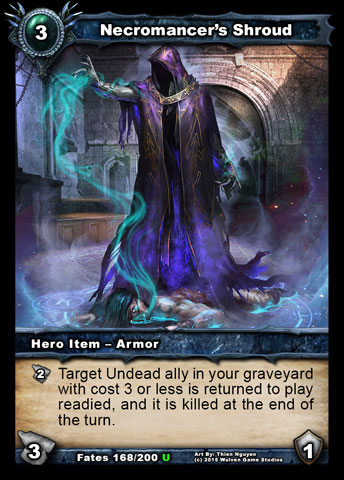 3
Necromancer's Shroud
Hero Item – Armor
2 Target Undead ally in your graveyard
with cost 3 or less is returned to play
readied, and it is killed at the end of
the turn.
3
Fates 168/200 U
Art By: Thien Nguyen
(c) 2015 Wulven Game Studios
1